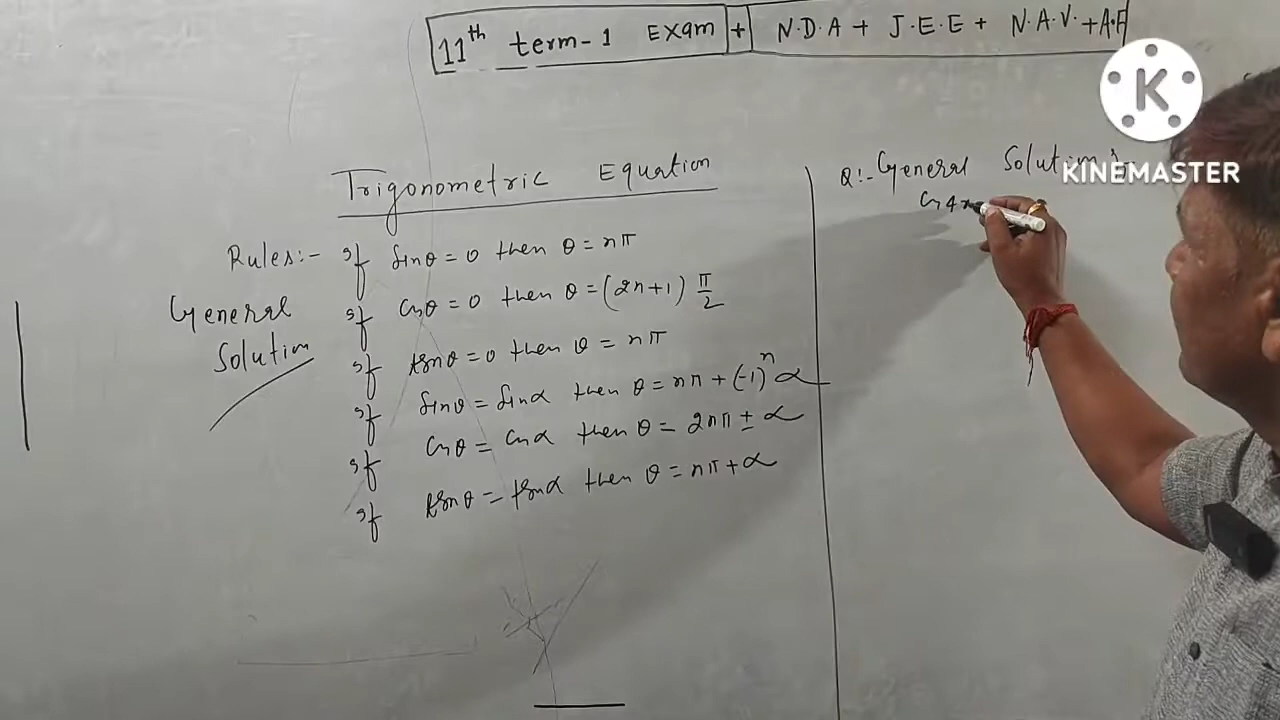 11th term-1 Exam + N.D.A + J.E.E + N.A.V. + A.F
K
KINEMASTER
Trigonometric Equation
Rules:- If Sinθ = 0 then θ = nπ
General Solution
If Cosθ = 0 then θ = (2n+1) π/2
If tanθ = 0 then θ = nπ
If Sinθ = Sinα then θ = nπ + (-1)^n α
If Cosθ = Cosα then θ = 2nπ ± α
If tanθ = tanα then θ = nπ + α
Q:- General Solution:-
Cos 4x